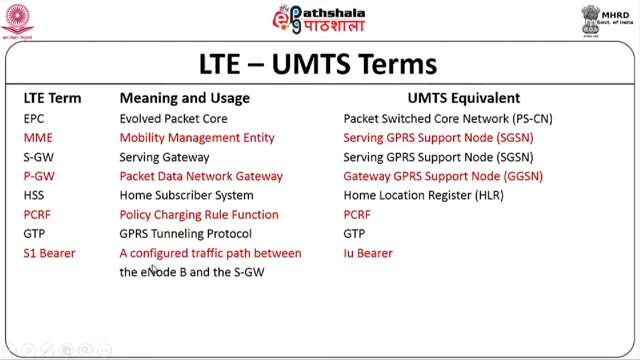 Pathshala
पाठशाला
MHRD
Govt. of India
LTE – UMTS Terms
LTE Term Meaning and Usage UMTS Equivalent
EPC Evolved Packet Core Packet Switched Core Network (PS-CN)
MME Mobility Management Entity Serving GPRS Support Node (SGSN)
S-GW Serving Gateway Serving GPRS Support Node (SGSN)
P-GW Packet Data Network Gateway Gateway GPRS Support Node (GGSN)
HSS Home Subscriber System Home Location Register (HLR)
PCRF Policy Charging Rule Function PCRF
GTP GPRS Tunneling Protocol GTP
S1 Bearer A configured traffic path between Iu Bearer
the eNode B and the S-GW